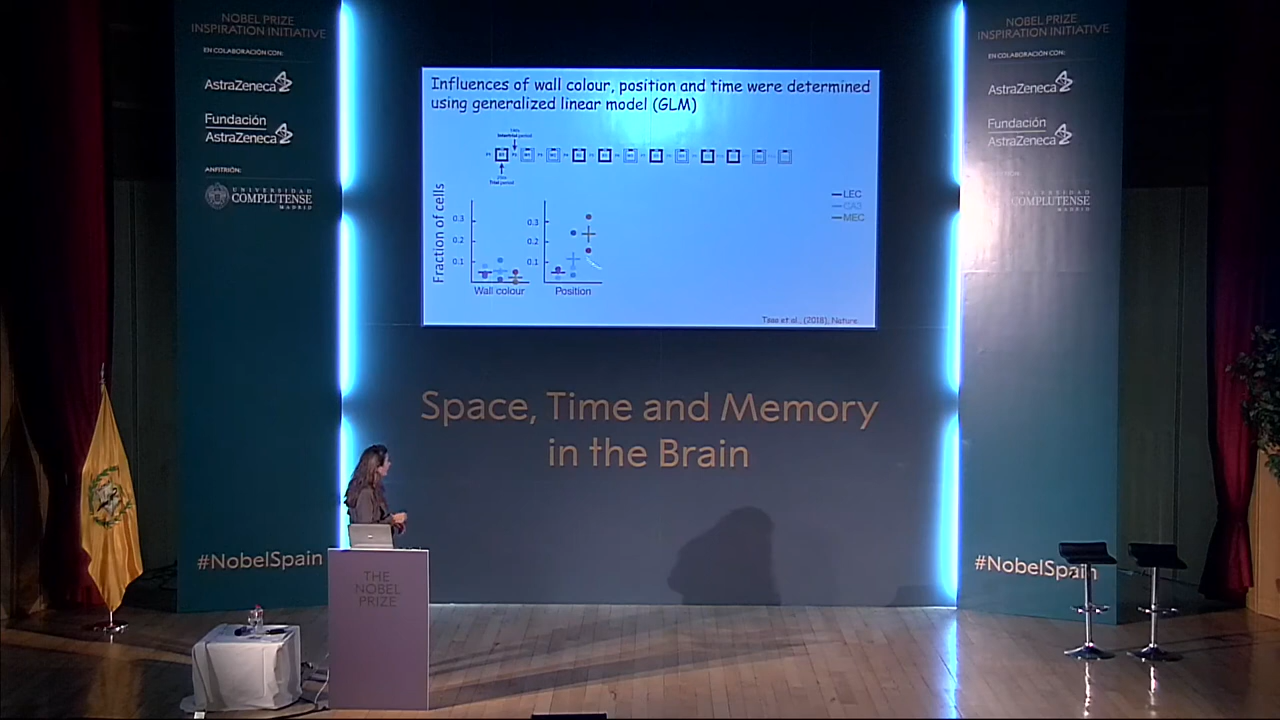 NOBEL PRIZE
INSPIRATION INITIATIVE
EN COLABORACIÓN CON:
AstraZeneca
Fundación
AstraZeneca
ANFITRIÓN:
UNIVERSIDAD
COMPLUTENSE
MADRID
#NobelSpain
Influences of wall colour, position and time were determined
using generalized linear model (GLM)
Intertrial period
Trial period
LEC
CA3
MEC
Fraction of cells
0.3
0.2
0.1
Wall colour
0.3
0.2
0.1
Position
Tsao et al., (2018), Nature
Space, Time and Memory
in the Brain
THE
NOBEL
PRIZE
NOBEL PRIZE
INSPIRATION INITIATIVE
EN COLABORACIÓN CON:
AstraZeneca
Fundación
AstraZeneca
UNIVERSIDAD
COMPLUTENSE
MADRID
#NobelSpain